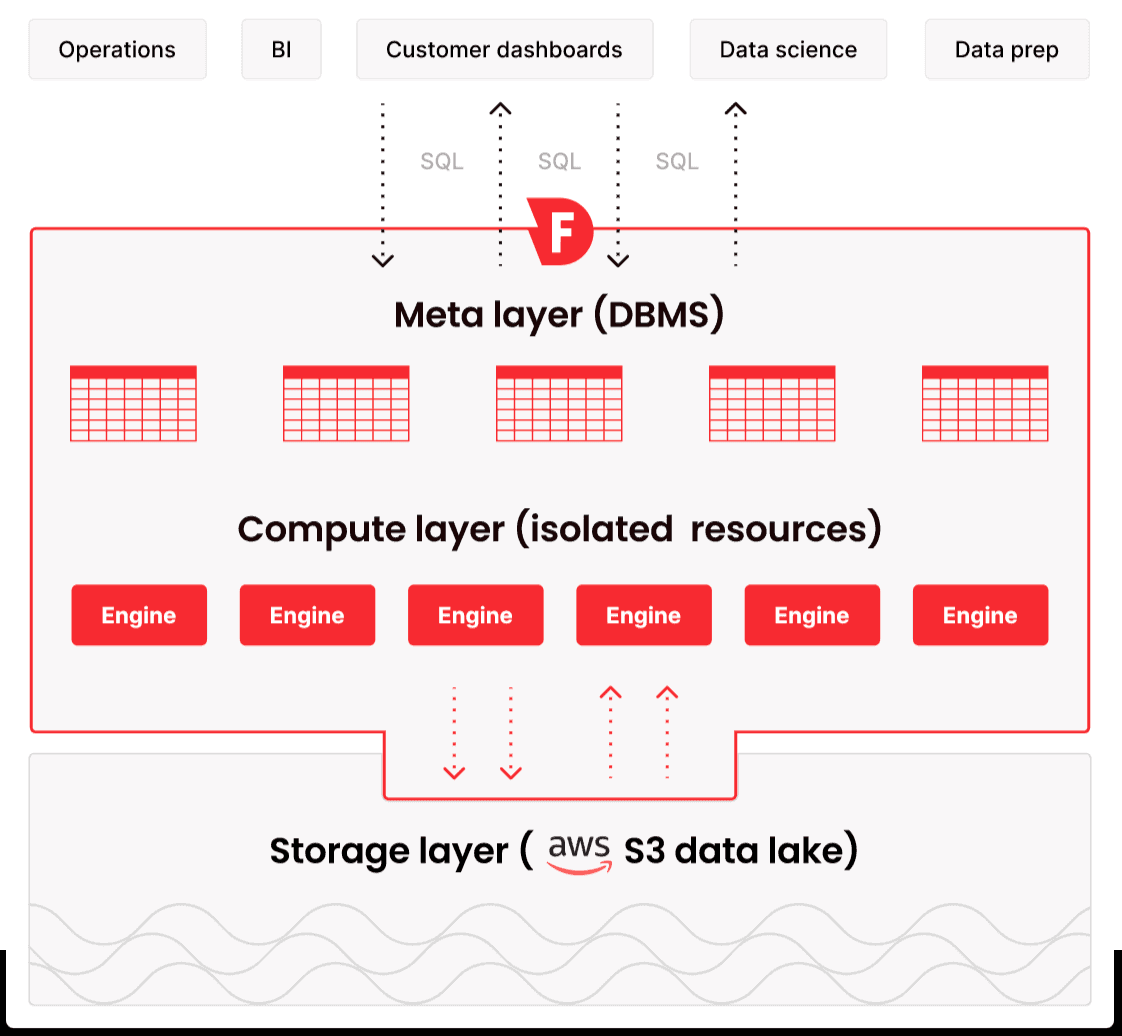 Operations BI Customer dashboards Data science Data prep
SQL SQL SQL
F
Meta layer (DBMS)
Compute layer (isolated resources)
Engine Engine Engine Engine Engine Engine
Storage layer ( aws S3 data lake)